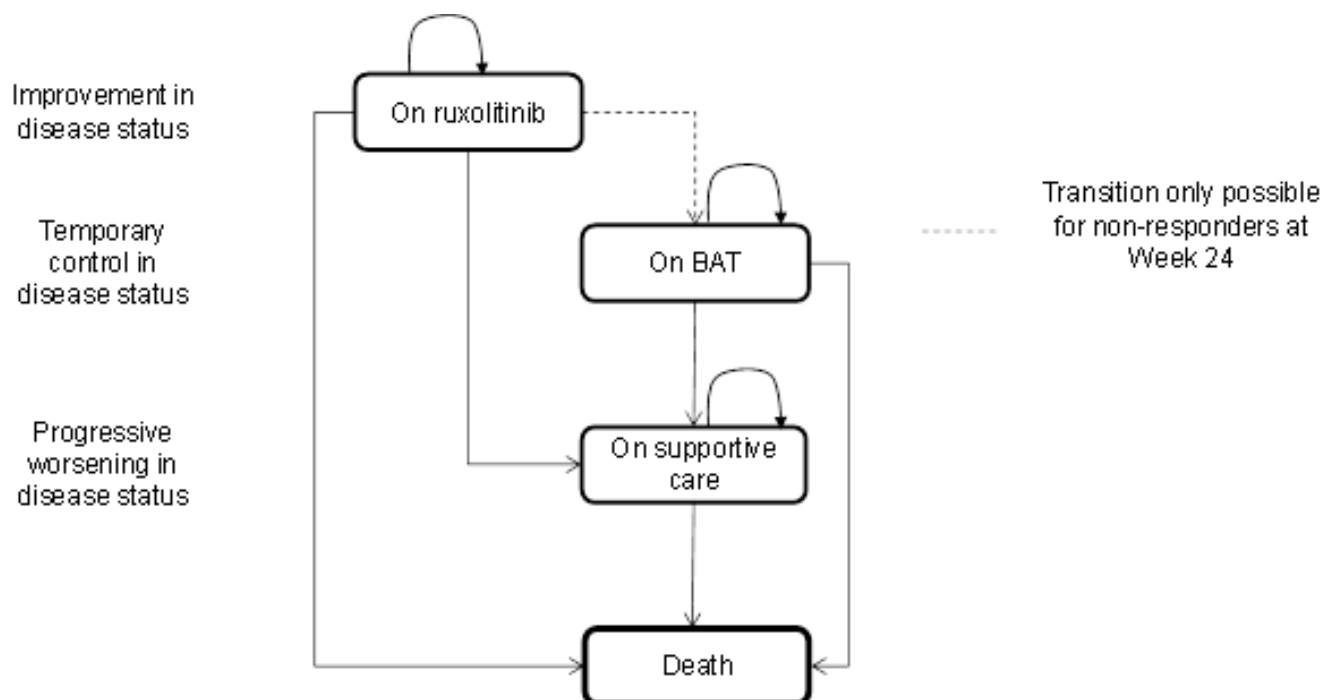 On ruxolitinib
Improvement in
disease status
On BAT
Temporary
control in
disease status
Transition only possible
for non-responders at
Week 24
On supportive
care
Progressive
worsening in
disease status
Death